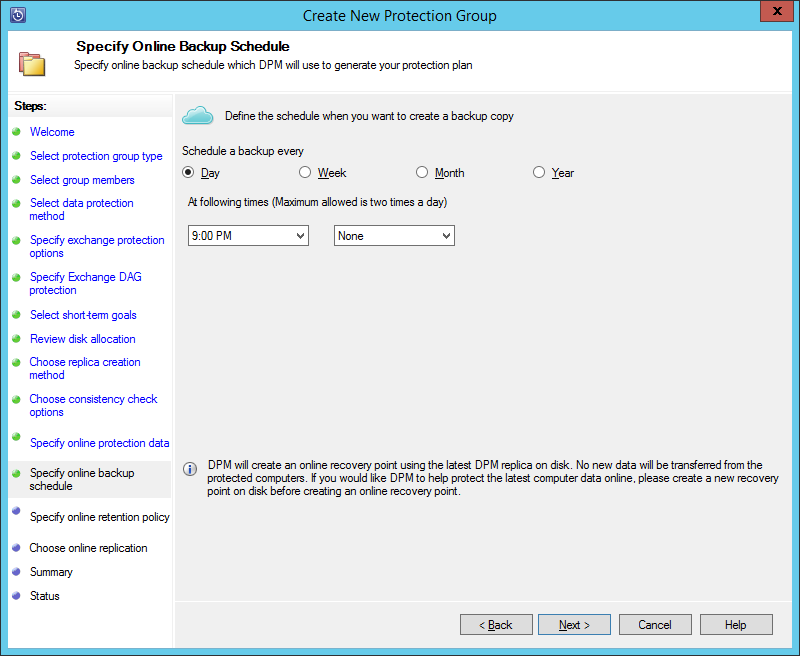 Create New Protection Group
x
Specify Online Backup Schedule
Specify online backup schedule which DPM will use to generate your protection plan
Steps:
Welcome
Select protection group type
Select group members
Select data protection
method
Specify exchange protection
options
Specify Exchange DAG
protection
Select short-term goals
Review disk allocation
Choose replica creation
method
Choose consistency check
options
Specify online protection data
Specify online backup
schedule
Specify online retention policy
Choose online replication
Summary
Status
Define the schedule when you want to create a backup copy
Schedule a backup every
Day Week Month Year
At following times (Maximum allowed is two times a day)
9:00 PM None
DPM will create an online recovery point using the latest DPM replica on disk. No new data will be transferred from the
protected computers. If you would like DPM to help protect the latest computer data online, please create a new recovery
point on disk before creating an online recovery point.
< Back Next > Cancel Help